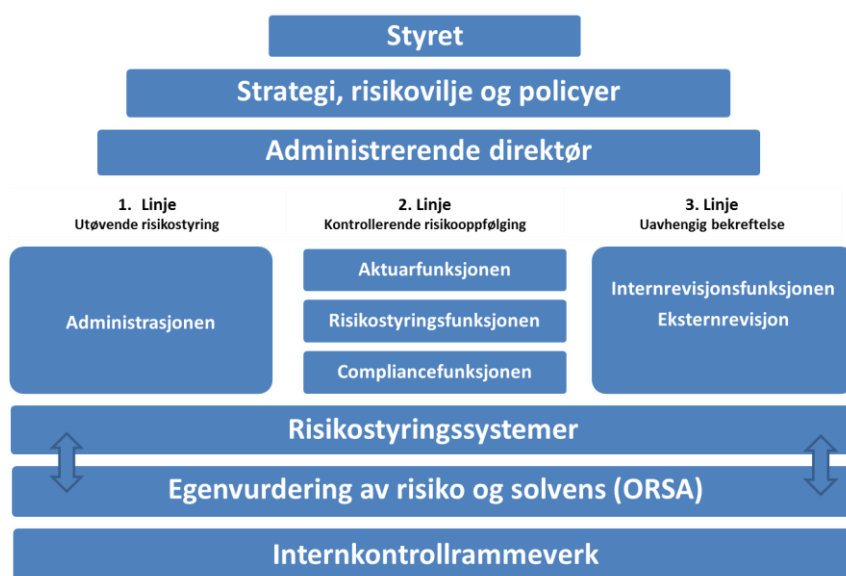 Styret
Strategi, risikovilje og policyer
Administrerende direktør
1. Linje
Utøvende risikostyring
2. Linje
Kontrollerende risikooppfølging
3. Linje
Uavhengig bekreftelse
Administrasjonen
Aktuarfunksjonen
Risikostyringsfunksjonen
Compliancefunksjonen
Internrevisjonsfunksjonen
Eksternrevisjon
Risikostyringssystemer
Egenvurdering av risiko og solvens (ORSA)
Internkontrollrammeverk